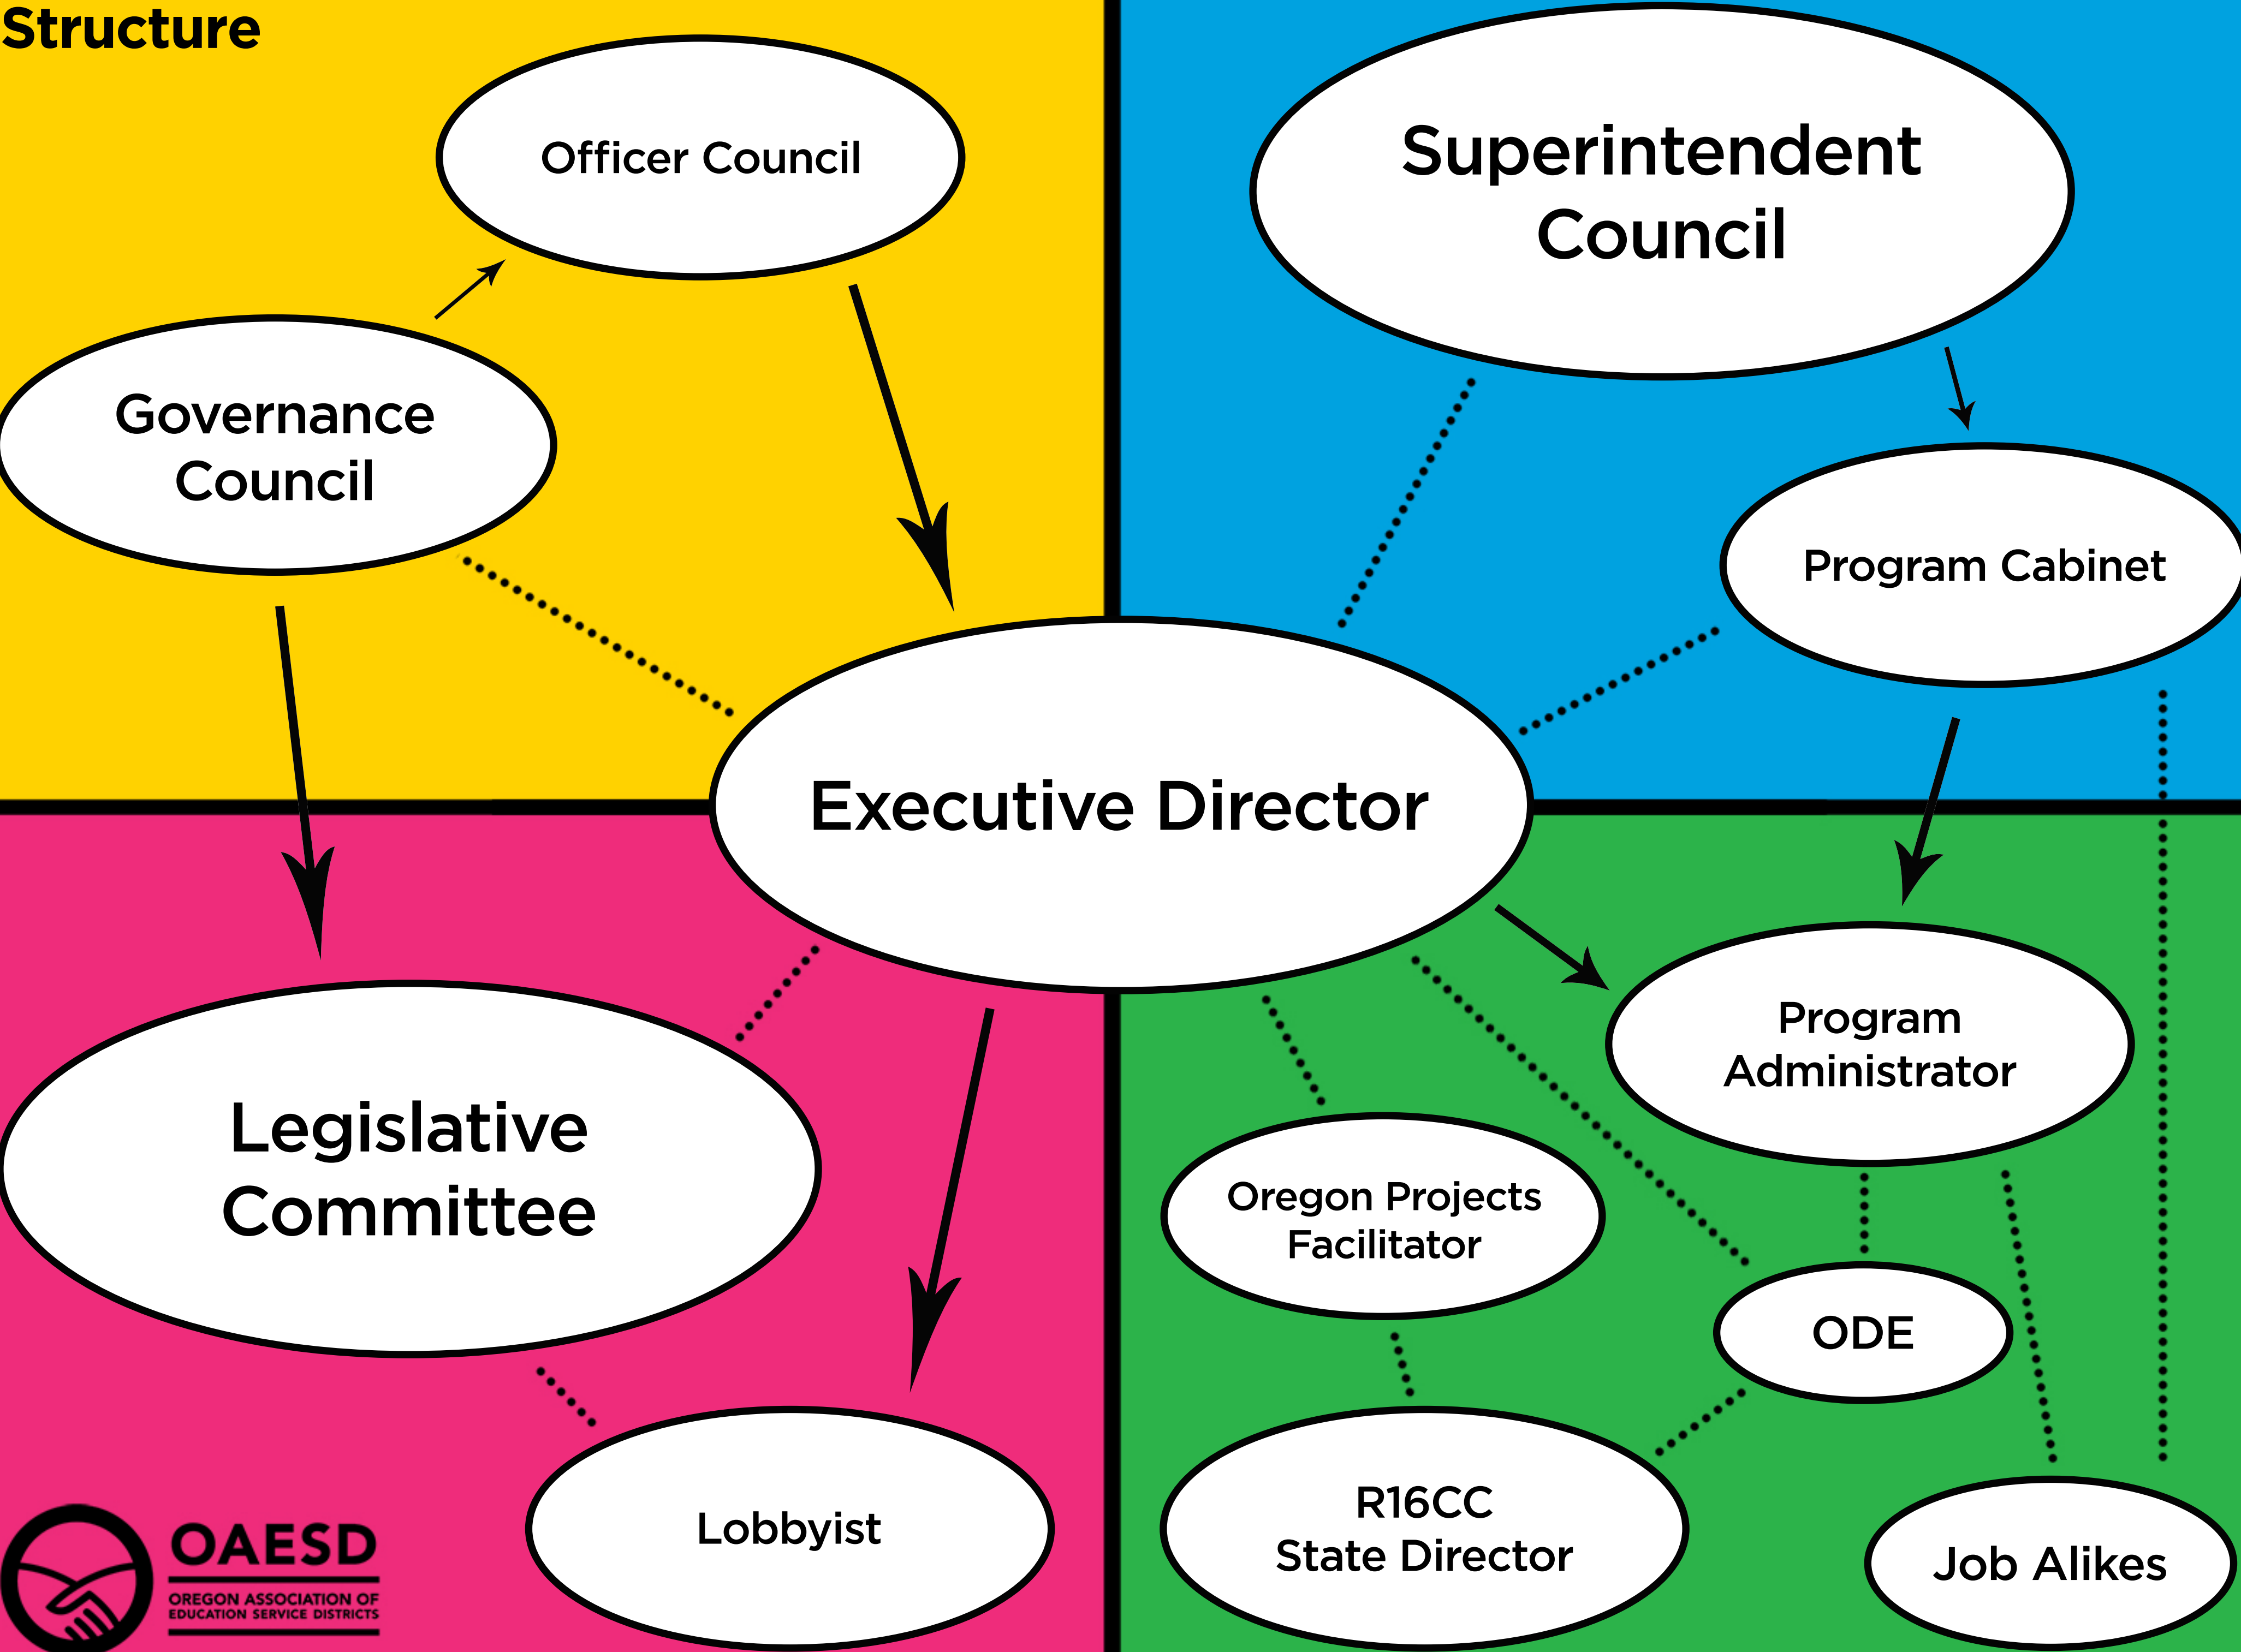 Structure
Officer Council
Superintendent
Council
Governance
Council
Program Cabinet
Executive Director
Program
Administrator
Legislative
Committee
Oregon Projects
Facilitator
ODE
R16CC
State Director
Lobbyist
Job Alikes
OAESD
OREGON ASSOCIATION OF
EDUCATION SERVICE DISTRICTS